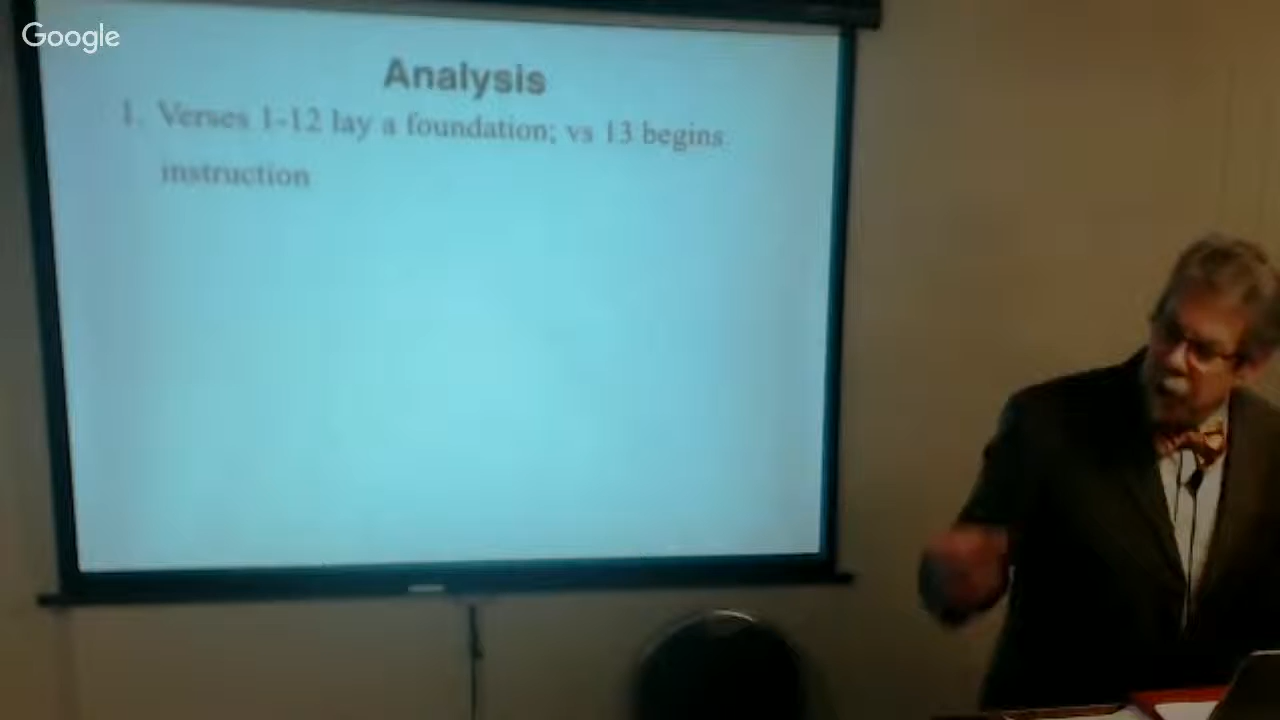 Google
Analysis
1. Verses 1-12 lay a foundation; vs 13 begins
instruction